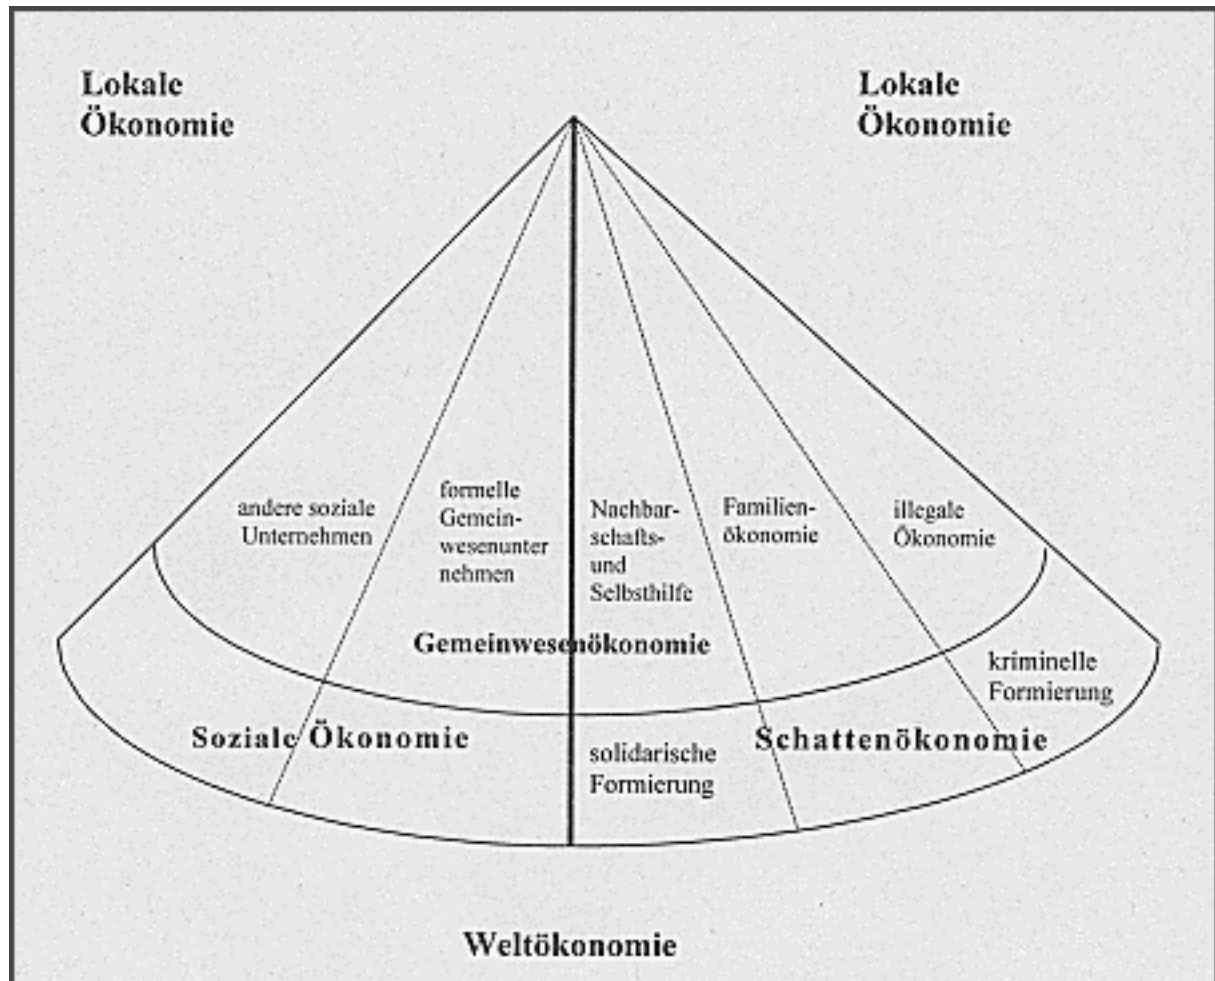 Lokale
Ökonomie
Lokale
Ökonomie
andere soziale
Unternehmen
formelle
Gemein-
wesenunter
nehmen
Nachbar-
schafts-
und
Selbsthilfe
Familien-
ökonomie
illegale
Ökonomie
Gemeinwesenökonomie
kriminelle
Formierung
Soziale Ökonomie
solidarische
Formierung
Schattenökonomie
Weltökonomie